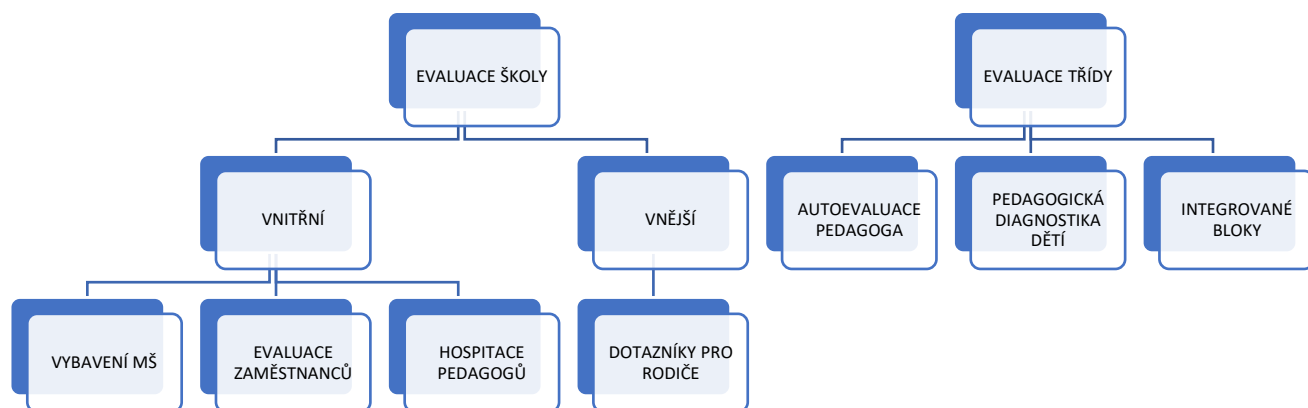 EVALUACE ŠKOLY
EVALUACE TŘÍDY
VNITŘNÍ
VNĚJŠÍ
AUTOEVALUACE
PEDAGOGA
PEDAGOGICKÁ
DIAGNOSTIKA
DĚTÍ
INTEGROVANÉ
BLOKY
VYBAVENÍ MŠ
EVALUACE
ZAMĚSTNANCŮ
HOSPITACE
PEDAGOGŮ
DOTAZNÍKY PRO
RODIČE